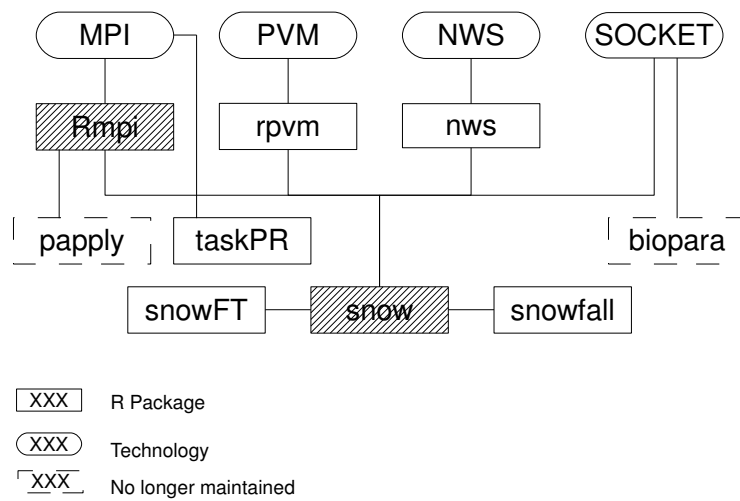 MPI PVM NWS SOCKET
Rmpi rpvm nws
papply taskPR biopara
snowFT snow snowfall
XXX R Package
XXX Technology
XXX No longer maintained